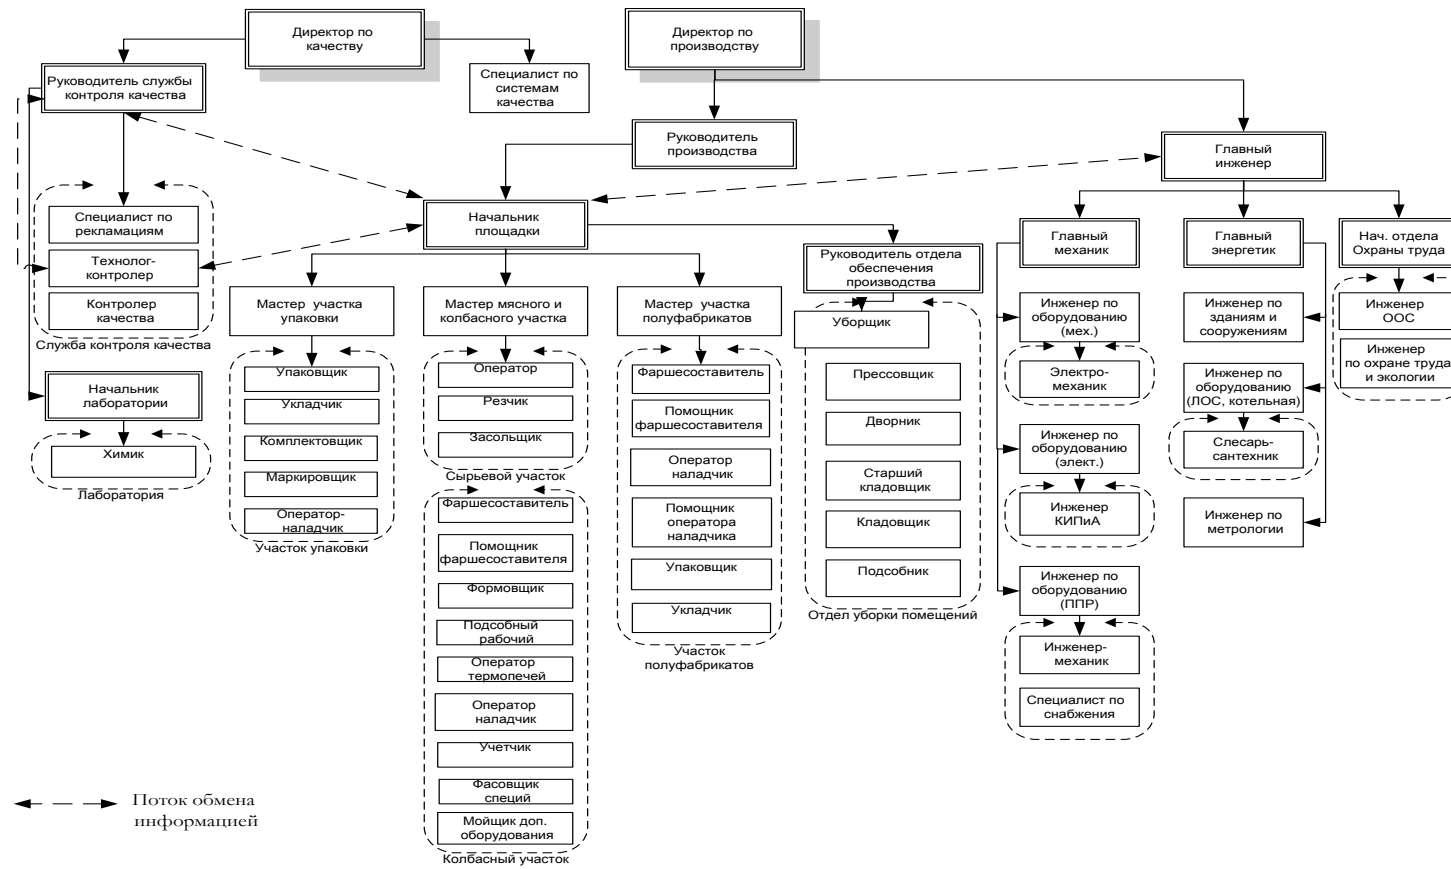 Директор по
качеству
Директор по
производству
Руководитель службы
контроля качества
Специалист по
системам
качества
Руководитель
производства
Главный
инженер
Начальник
площадки
Специалист по
рекламациям
Технолог-
контролер
Контролер
качества
Служба контроля качества
Начальник
лаборатории
Химик
Лаборатория
Мастер участка
упаковки
Упаковщик
Укладчик
Комплектовщик
Маркировщик
Оператор-
наладчик
Участок упаковки
Мастер мясного и
колбасного участка
Оператор
Резчик
Засольщик
Сырьевой участок
Фаршесоставитель
Помощник
фаршесоставителя
Формовщик
Подсобный
рабочий
Оператор
термопечей
Оператор
наладчик
Учетчик
Фасовщик
специй
Мойщик доп.
оборудования
Колбасный участок
Мастер участка
полуфабрикатов
Фаршесоставитель
Помощник
фаршесоставителя
Оператор
наладчик
Помощник
оператора
наладчика
Упаковщик
Укладчик
Участок
полуфабрикатов
Руководитель отдела
обеспечения
производства
Уборщик
Прессовщик
Дворник
Старший
кладовщик
Кладовщик
Подсобник
Отдел уборки помещений
Главный
механик
Инженер по
оборудованию
(мех.)
Электро-
механик
Инженер по
оборудованию
(элект.)
Инженер
КИПиА
Инженер по
оборудованию
(ППР)
Инженер-
механик
Специалист по
снабжения
Главный
энергетик
Инженер по
зданиям и
сооружениям
Инженер по
оборудованию
(ЛОС, котельная)
Слесарь-
сантехник
Инженер по
метрологии
Нач. отдела
Охраны труда
Инженер
ООС
Инженер
по охране труда
и экологии
Поток обмена
информацией